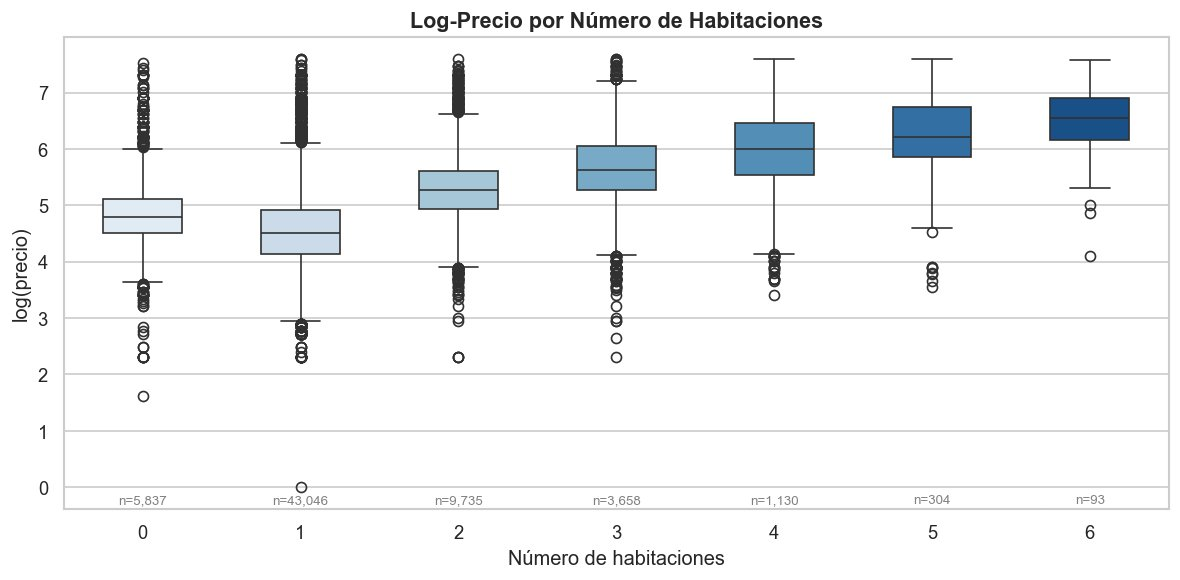 Log-Precio por Número de Habitaciones
log(precio)
7
6
5
4
3
2
1
0
n=5,837 n=43,046 n=9,735 n=3,658 n=1,130 n=304 n=93
0 1 2 3 4 5 6
Número de habitaciones